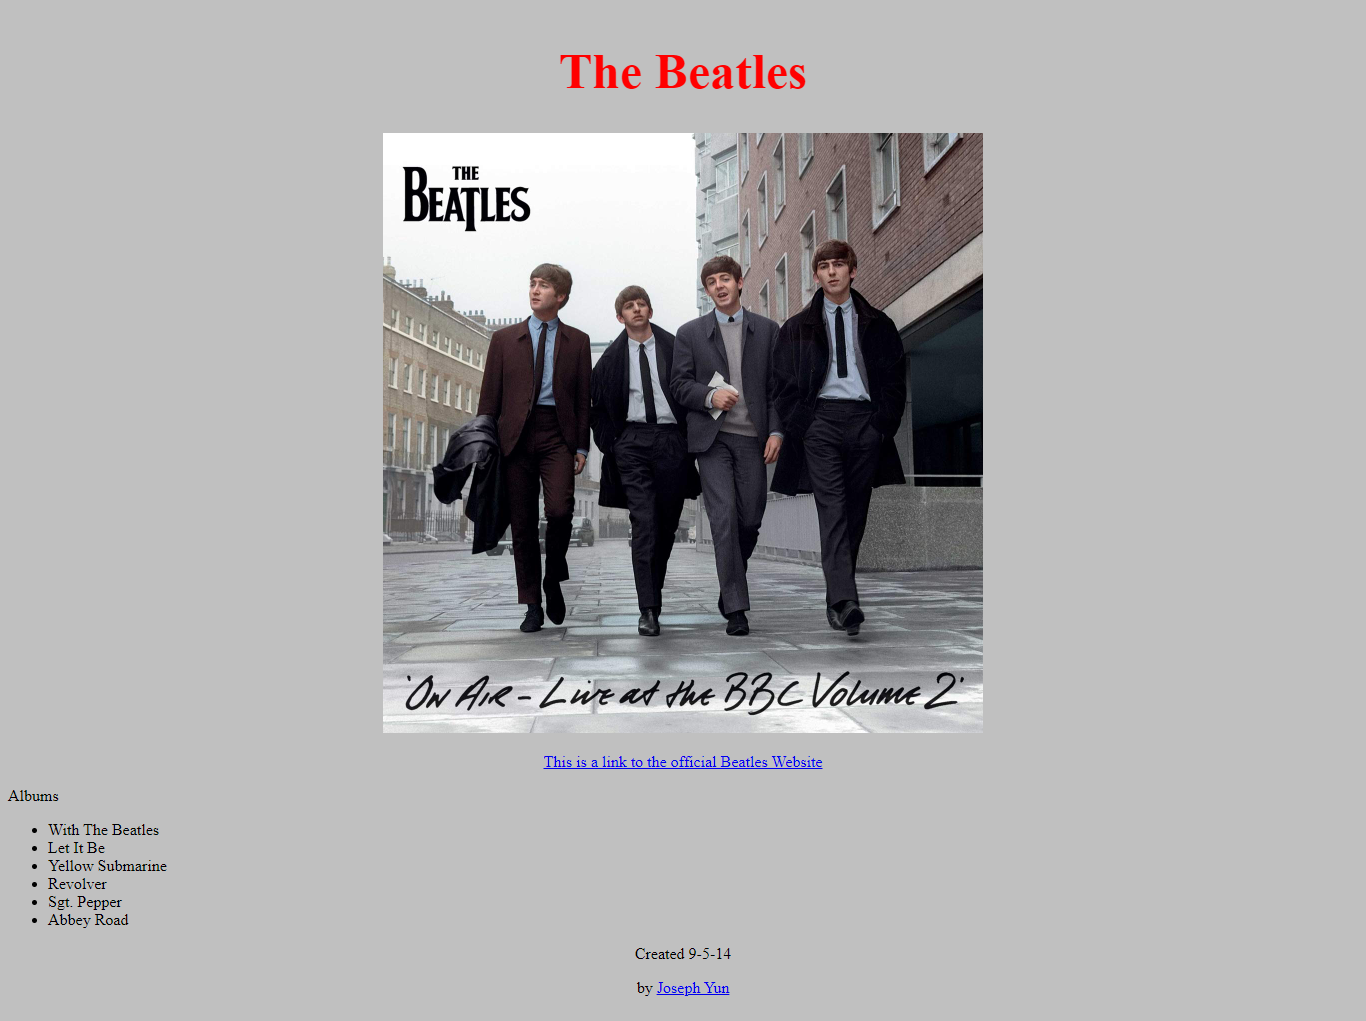 The Beatles
THE
BEATLES
'ON AIR – Live at the BBC Volume 2'
This is a link to the official Beatles Website
Albums
With The Beatles
Let It Be
Yellow Submarine
Revolver
Sgt. Pepper
Abbey Road
Created 9-5-14
by Joseph Yun